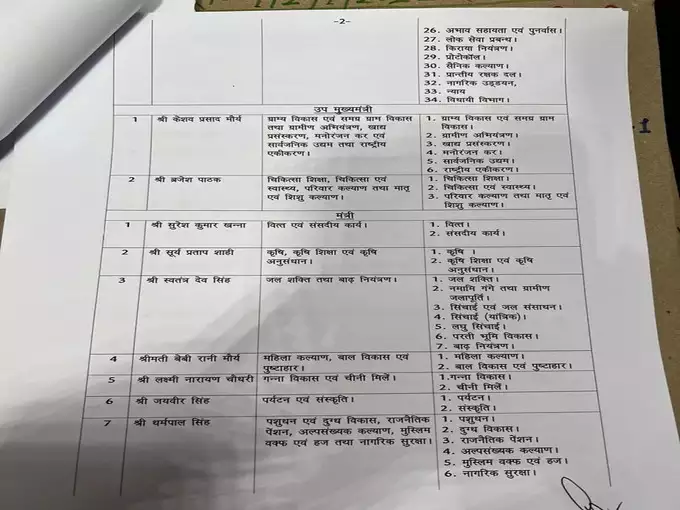 -2-
26. अभाव सहायता एवं पुनर्वास।
27. लोक सेवा प्रबन्ध।
28. किराया नियंत्रण।
29. प्रोटोकॉल।
30. सैनिक कल्याण।
31. प्रान्तीय रक्षक दल।
32. नागरिक उड्डयन,
33. न्याय
34. विधायी विभाग।
उप मुख्यमंत्री
1 श्री केशव प्रसाद मौर्य
ग्राम्य विकास एवं समग्र ग्राम विकास
तथा ग्रामीण अभियंत्रण, खाद्य
प्रसंस्करण, मनोरंजन कर एवं
सार्वजनिक उद्यम तथा राष्ट्रीय
एकीकरण।
1. ग्राम्य विकास एवं समग्र ग्राम
विकास।
2. ग्रामीण अभियंत्रण।
3. खाद्य प्रसंस्करण।
4. मनोरंजन कर।
5. सार्वजनिक उद्यम।
6. राष्ट्रीय एकीकरण।
2 श्री ब्रजेश पाठक
चिकित्सा शिक्षा, चिकित्सा एवं
स्वास्थ्य, परिवार कल्याण तथा मातृ
एवं शिशु कल्याण।
1. चिकित्सा शिक्षा।
2. चिकित्सा एवं स्वास्थ्य।
3. परिवार कल्याण तथा मातृ एवं
शिशु कल्याण।
मंत्री
1 श्री सुरेश कुमार खन्ना
वित्त एवं संसदीय कार्य।
1. वित्त।
2. संसदीय कार्य।
2 श्री सूर्य प्रताप शाही
कृषि, कृषि शिक्षा एवं कृषि
अनुसंधान।
1. कृषि ।
2. कृषि शिक्षा एवं कृषि
अनुसंधान।
3 श्री स्वतंत्र देव सिंह
जल शक्ति तथा बाढ़ नियंत्रण।
1. जल शक्ति।
2. नमामि गंगे तथा ग्रामीण
जलापूर्ति।
3. सिंचाई एवं जल संसाधन।
4. सिंचाई (यांत्रिक)।
5. लघु सिंचाई।
6. परती भूमि विकास।
7. बाढ़ नियंत्रण।
4 श्रीमती बेबी रानी मौर्य
महिला कल्याण, बाल विकास एवं
पुष्टाहार।
1. महिला कल्याण।
2. बाल विकास एवं पुष्टाहार।
5 श्री लक्ष्मी नारायण चौधरी
गन्ना विकास एवं चीनी मिलें।
1.गन्ना विकास।
2. चीनी मिलें।
6 श्री जयवीर सिंह
पर्यटन एवं संस्कृति।
1. पर्यटन।
2. संस्कृति।
7 श्री धर्मपाल सिंह
पशुधन एवं दुग्ध विकास, राजनैतिक
पेंशन, अल्पसंख्यक कल्याण, मुस्लिम
वक्फ एवं हज तथा नागरिक सुरक्षा।
1. पशुधन।
2. दुग्ध विकास।
3. राजनैतिक पेंशन।
4. अल्पसंख्यक कल्याण।
5. मुस्लिम वक्फ एवं हज।
6. नागरिक सुरक्षा।